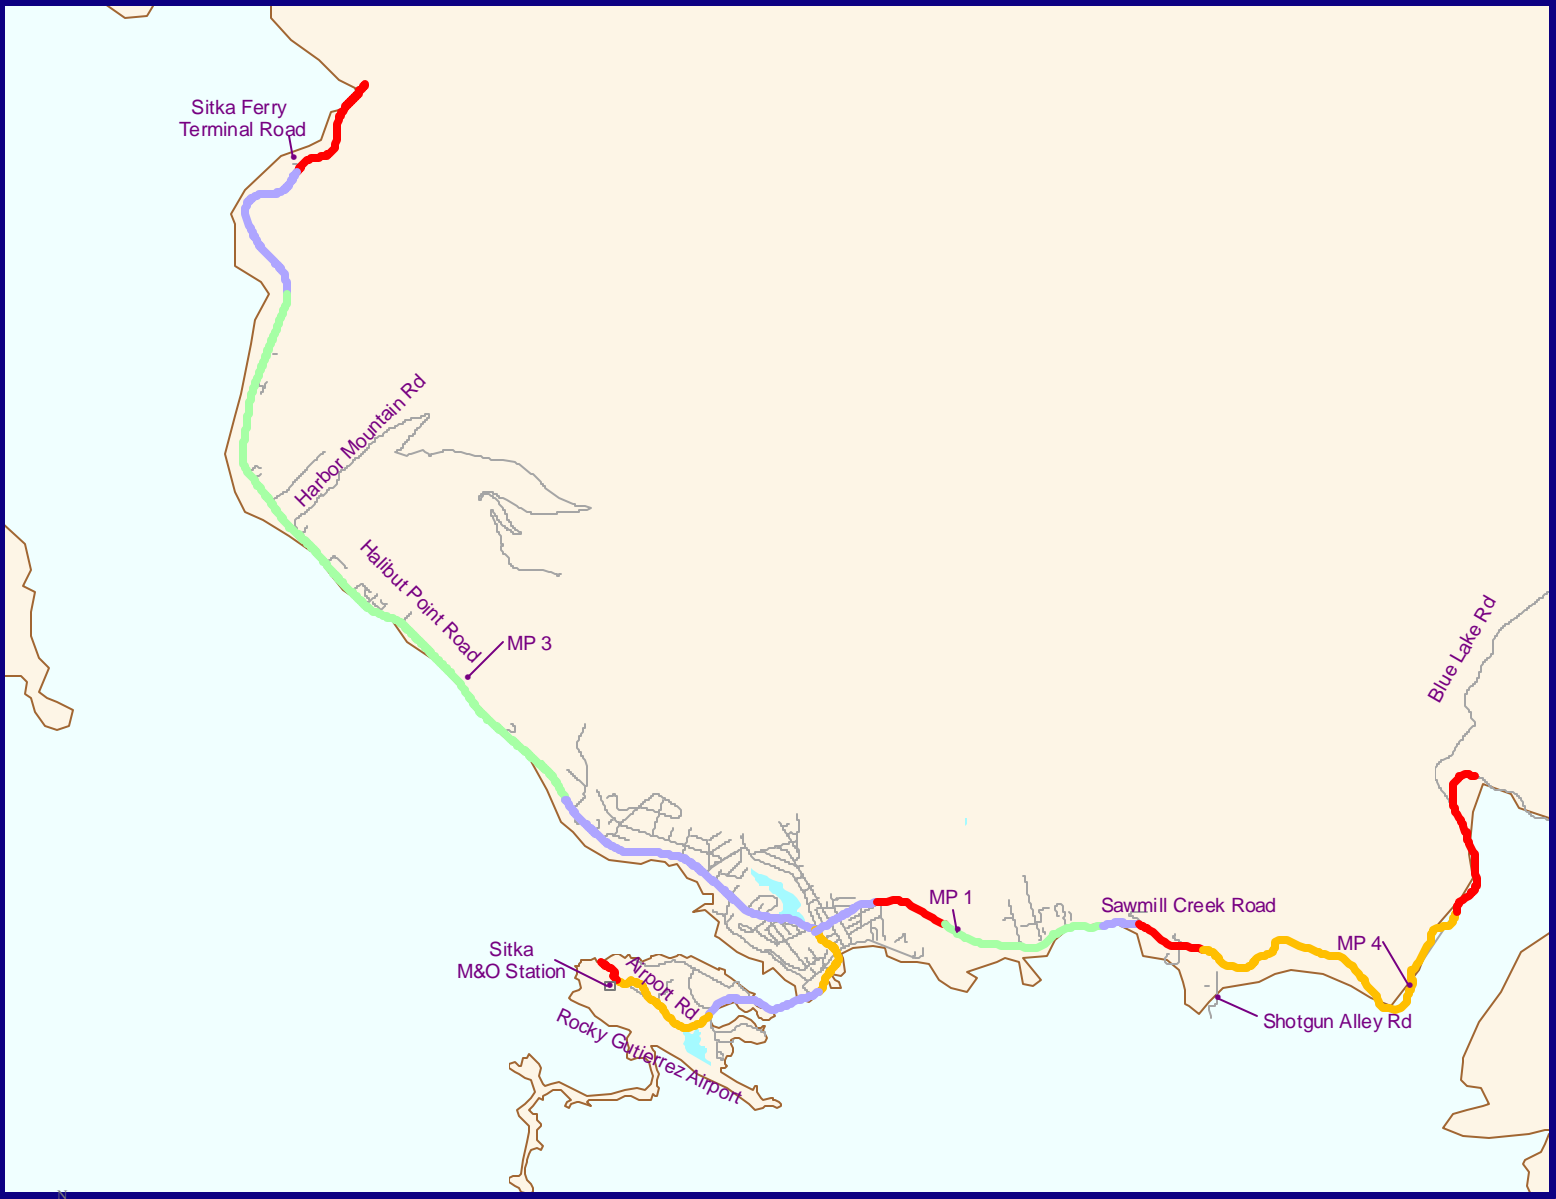 Sitka Ferry
Terminal Road
Harbor Mountain Rd
Halibut Point Road
MP 3
Blue Lake Rd
MP 1
Sawmill Creek Road
MP 4
Sitka
M&O Station
Airport Rd
Shotgun Alley Rd
Rocky Gutierrez Airport
N